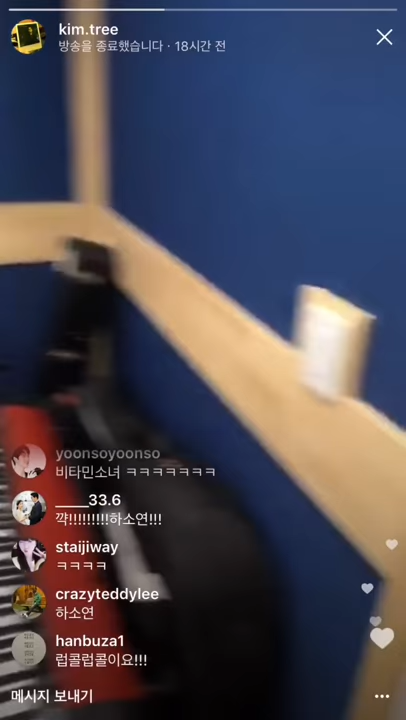 kim.tree
방송을 종료했습니다 · 18시간 전
yoonsoyoonso
비타민소녀 ㅋㅋㅋㅋㅋㅋㅋ
_____33.6
꺅!!!!!!!!!하소연!!!
staijiway
ㅋㅋㅋㅋ
crazyteddylee
하소연
hanbuza1
럽콜럽콜이요!!!
메시지 보내기